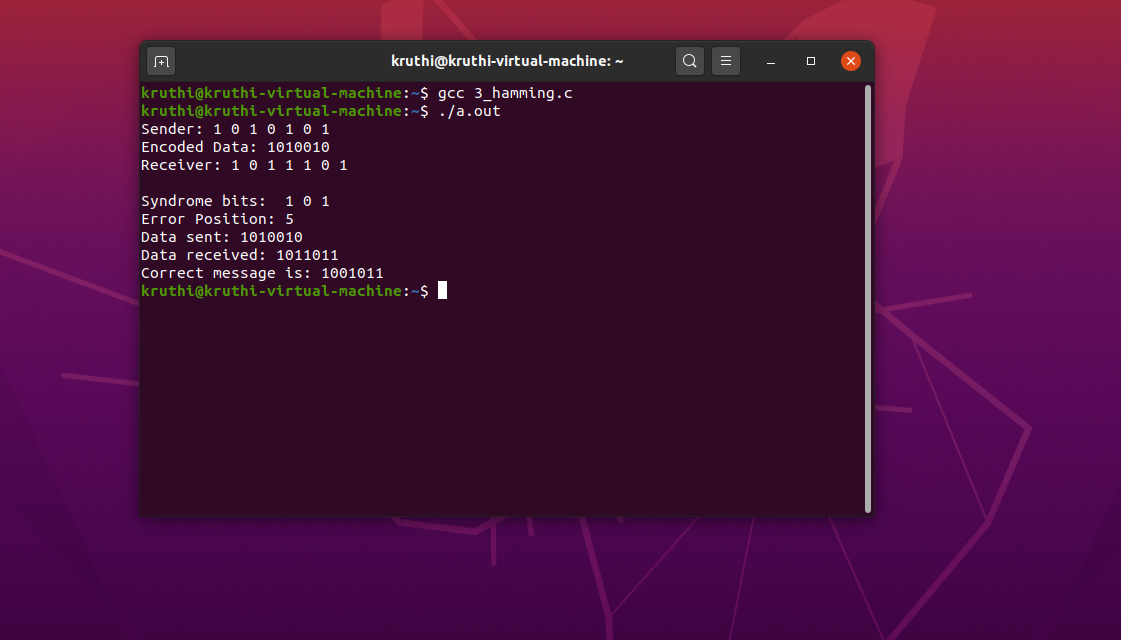 kruthi@kruthi-virtual-machine: ~
kruthi@kruthi-virtual-machine:~$ gcc 3_hamming.c
kruthi@kruthi-virtual-machine:~$ ./a.out
Sender: 1 0 1 0 1 0 1
Encoded Data: 1010010
Receiver: 1 0 1 1 1 0 1
Syndrome bits:  1 0 1
Error Position: 5
Data sent: 1010010
Data received: 1011011
Correct message is: 1001011
kruthi@kruthi-virtual-machine:~$